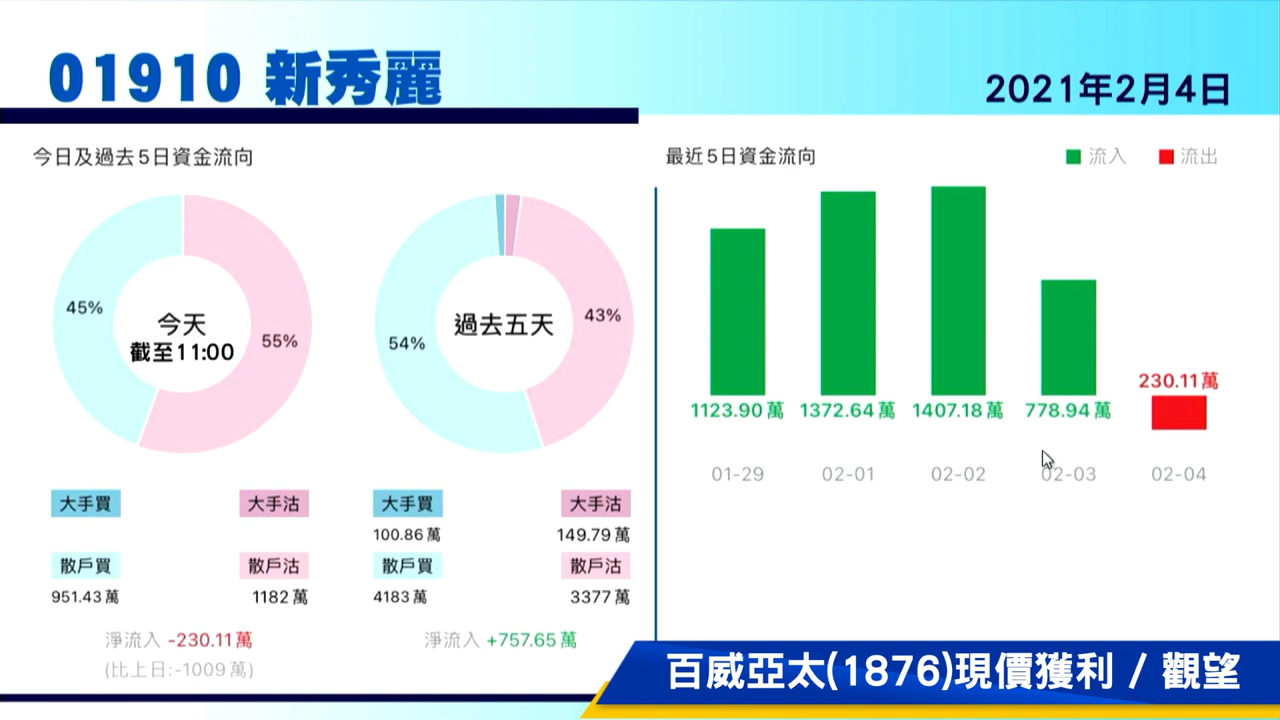 01910 新秀麗
2021年2月4日
今日及過去5日資金流向
45%
今天
截至11:00
55%
54%
過去五天
43%
大手買
大手沽
散戶買
散戶沽
951.43萬
1182萬
淨流入 -230.11萬
(比上日:-1009萬)
大手買
大手沽
100.86萬
149.79萬
散戶買
散戶沽
4183萬
3377萬
淨流入 +757.65萬
最近5日資金流向
流入
流出
1123.90萬
1372.64萬
1407.18萬
778.94萬
230.11萬
01-29
02-01
02-02
02-03
02-04
百威亞太(1876)現價獲利 / 觀望